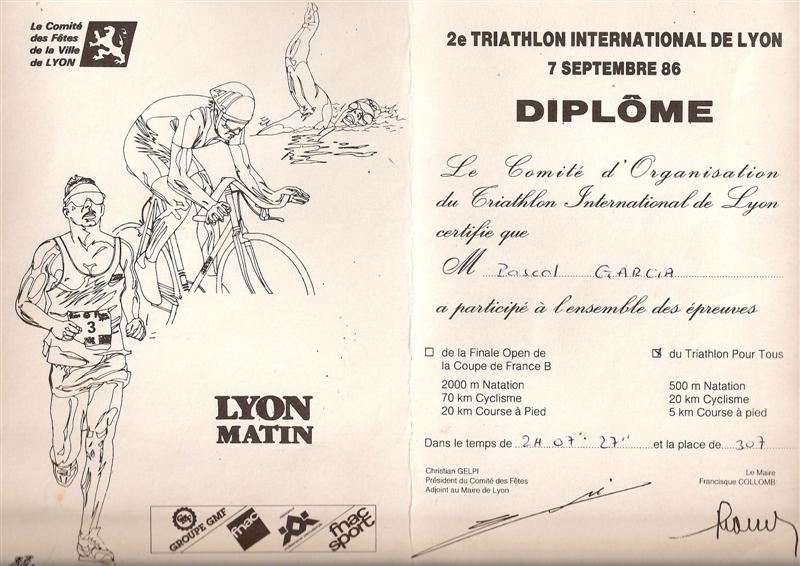 Le Comité
des Fêtes
de la Ville
de LYON
3
LYON
MATIN
GROUPE GMF
fnac
fnac
sport
2e TRIATHLON INTERNATIONAL DE LYON
7 SEPTEMBRE 86
DIPLÔME
Le Comité d'Organisation
du Triathlon International de Lyon
certifie que
M Pascal GARCIA
a participé à l'ensemble des épreuves
de la Finale Open de
la Coupe de France B
2000 m Natation
70 km Cyclisme
20 km Course à Pied
du Triathlon Pour Tous
500 m Natation
20 km Cyclisme
5 km Course à pied
Dans le temps de 2H 07' 27'' et la place de 307
Christian GELPI
Président du Comité des Fêtes
Adjoint au Maire de Lyon
Le Maire
Francisque COLLOMB